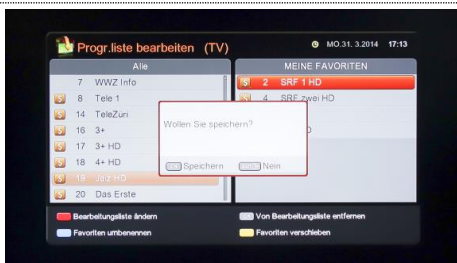 Progr.liste bearbeiten (TV)
MO.31. 3.2014 17:13
Alle
MEINE FAVORITEN
7 WWZ Info
S 8 Tele 1
S 14 TeleZüri
S 16 3+
S 17 3+ HD
S 18 4+ HD
S 19 Joiz HD
S 20 Das Erste
S 2 SRF 1 HD
4 SRF zwei HD
Wollen Sie speichern?
Speichern
Nein
Bearbeitungsliste ändern
Von Bearbeitungsliste entfernen
Favoriten umbenennen
Favoriten verschieben